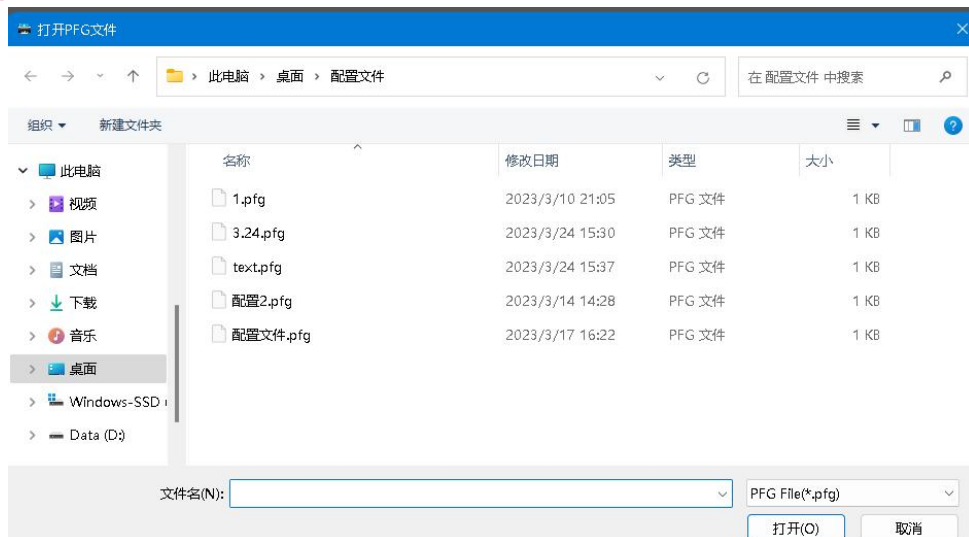 打开PFG文件
此电脑 › 桌面 › 配置文件
在 配置文件 中搜索
组织
新建文件夹
名称 修改日期 类型 大小
此电脑
视频
图片
文档
下载
音乐
桌面
Windows-SSD
Data (D:)
1.pfg 2023/3/10 21:05 PFG 文件 1 KB
3.24.pfg 2023/3/24 15:30 PFG 文件 1 KB
text.pfg 2023/3/24 15:37 PFG 文件 1 KB
配置2.pfg 2023/3/14 14:28 PFG 文件 1 KB
配置文件.pfg 2023/3/17 16:22 PFG 文件 1 KB
文件名(N):
PFG File(*.pfg)
打开(O)
取消